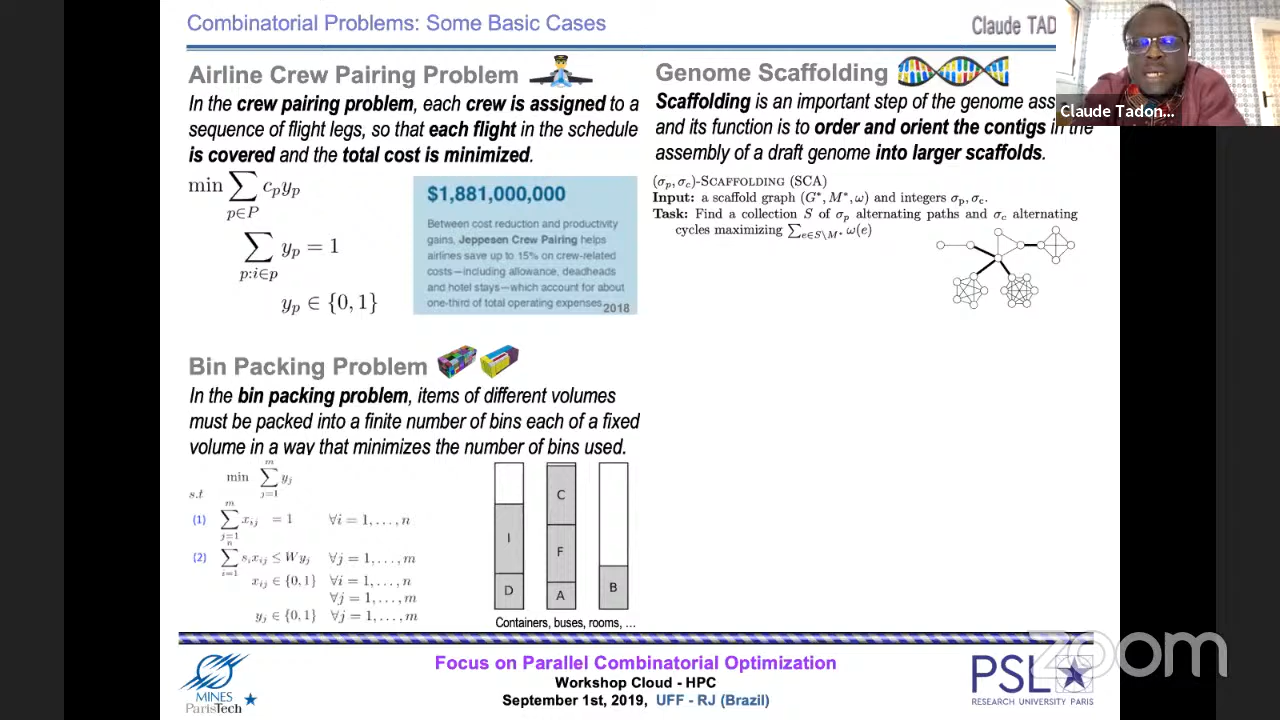 Combinatorial Problems: Some Basic Cases
Claude TAD
Airline Crew Pairing Problem
In the crew pairing problem, each crew is assigned to a
sequence of flight legs, so that each flight in the schedule
is covered and the total cost is minimized.
min ∑ c_p y_p
p∈P
∑ y_p = 1
p:i∈p
y_p ∈ {0, 1}
$1,881,000,000
Between cost reduction and productivity
gains, Jeppesen Crew Pairing helps
airlines save up to 15% on crew-related
costs—including allowance, deadheads
and hotel stays—which account for about
one-third of total operating expenses.
2018
Genome Scaffolding
Scaffolding is an important step of the genome ass
and its function is to order and orient the contigs in the
assembly of a draft genome into larger scaffolds.
(σp, σc)-SCAFFOLDING (SCA)
Input: a scaffold graph (G*, M*, ω) and integers σp, σc.
Task: Find a collection S of σp alternating paths and σc alternating
cycles maximizing ∑e∈S\M* ω(e)
Claude Tadon...
Bin Packing Problem
In the bin packing problem, items of different volumes
must be packed into a finite number of bins each of a fixed
volume in a way that minimizes the number of bins used.
min ∑_{j=1}^{m} y_j
s.t
(1) ∑_{j=1}^{m} x_ij = 1 ∀i = 1, . . . , n
(2) ∑_{i=1}^{n} s_i x_ij ≤ W y_j ∀j = 1, . . . , m
x_ij ∈ {0, 1} ∀i = 1, . . . , n
∀j = 1, . . . , m
y_j ∈ {0, 1} ∀j = 1, . . . , m
I
D
C
F
A
B
Containers, buses, rooms, ...
zoom
MINES
ParisTech
Focus on Parallel Combinatorial Optimization
Workshop Cloud - HPC
September 1st, 2019, UFF - RJ (Brazil)
PSL
RESEARCH UNIVERSITY PARIS